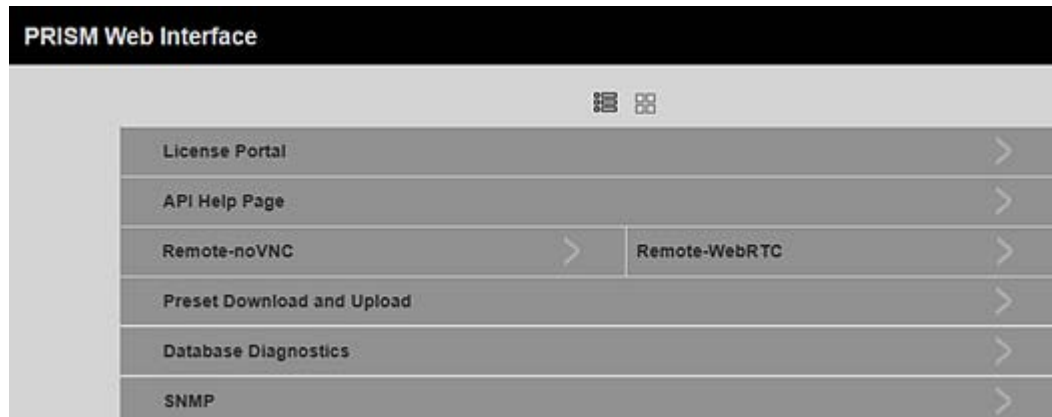 PRISM Web Interface
License Portal
API Help Page
Remote-noVNC
Remote-WebRTC
Preset Download and Upload
Database Diagnostics
SNMP